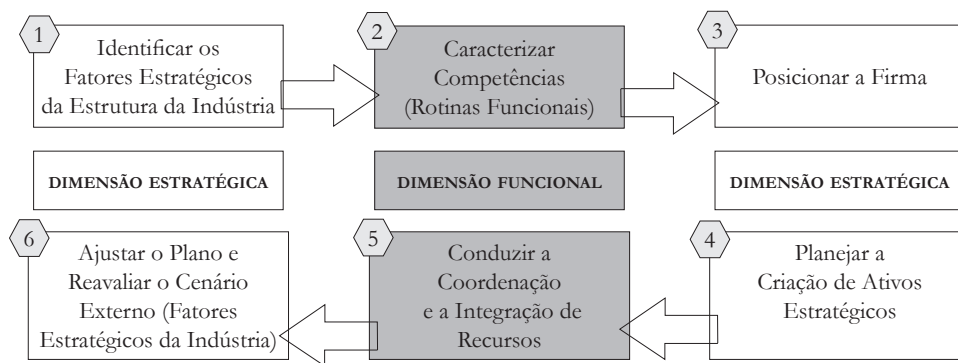 1
Identificar os
Fatores Estratégicos
da Estrutura da Indústria
2
Caracterizar
Competências
(Rotinas Funcionais)
3
Posicionar a Firma
DIMENSÃO ESTRATÉGICA
DIMENSÃO FUNCIONAL
DIMENSÃO ESTRATÉGICA
6
Ajustar o Plano e
Reavaliar o Cenário
Externo (Fatores
Estratégicos da Indústria)
5
Conduzir a
Coordenação
e a Integração de
Recursos
4
Planejar a
Criação de Ativos
Estratégicos